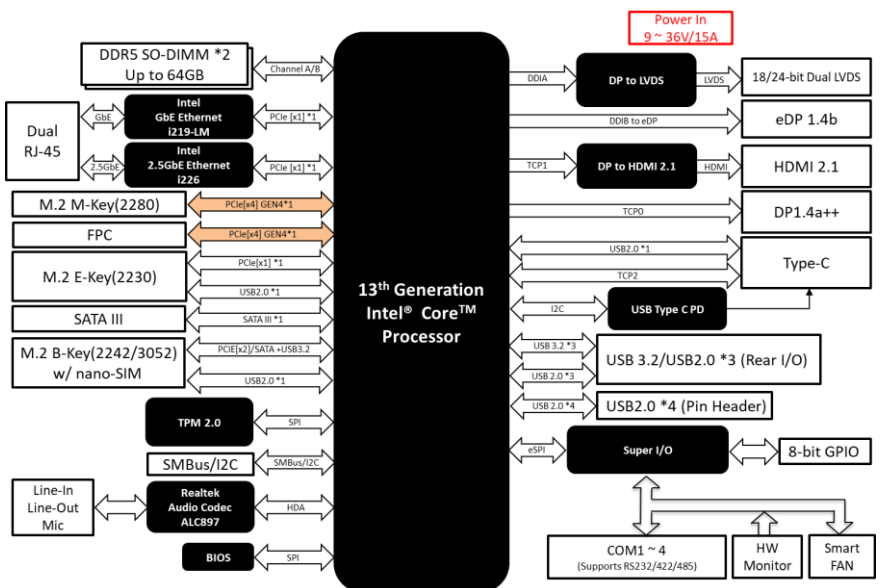 Power In
9 ~ 36V/15A
DDR5 SO-DIMM *2
Up to 64GB
Channel A/B
Dual
RJ-45
GbE
Intel
GbE Ethernet
i219-LM
PCIe [x1] *1
2.5GbE
Intel
2.5GbE Ethernet
i226
PCIe [x1] *1
M.2 M-Key(2280)
PCIe[x4] GEN4*1
FPC
PCIe[x4] GEN4*1
M.2 E-Key(2230)
PCIe[x1] *1
USB2.0 *1
SATA III
SATA III *1
M.2 B-Key(2242/3052)
w/ nano-SIM
PCIE[x2]/SATA +USB3.2
USB2.0 *1
TPM 2.0
SPI
SMBus/I2C
SMBus/I2C
Line-In
Line-Out
Mic
Realtek
Audio Codec
ALC897
HDA
BIOS
SPI
13th Generation
Intel® Core™
Processor
DDIA
DP to LVDS
LVDS
18/24-bit Dual LVDS
DDIB to eDP
eDP 1.4b
TCP1
DP to HDMI 2.1
HDMI
HDMI 2.1
TCP0
DP1.4a++
USB2.0 *1
TCP2
Type-C
I2C
USB Type C PD
USB 3.2 *3
USB 2.0 *3
USB 3.2/USB2.0 *3 (Rear I/O)
USB 2.0 *4
USB2.0 *4 (Pin Header)
eSPI
Super I/O
8-bit GPIO
COM1 ~ 4
(Supports RS232/422/485)
HW
Monitor
Smart
FAN